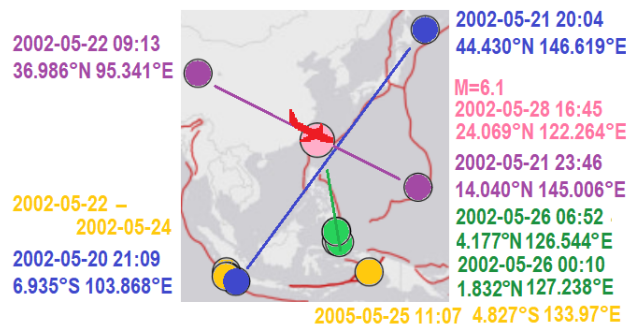 2002-05-22 09:13
36.986°N 95.341°E
2002-05-22 –
2002-05-24
2002-05-20 21:09
6.935°S 103.868°E
2002-05-21 20:04
44.430°N 146.619°E
M=6.1
2002-05-28 16:45
24.069°N 122.264°E
2002-05-21 23:46
14.040°N 145.006°E
2002-05-26 06:52
4.177°N 126.544°E
2002-05-26 00:10
1.832°N 127.238°E
2005-05-25 11:07 4.827°S 133.97°E